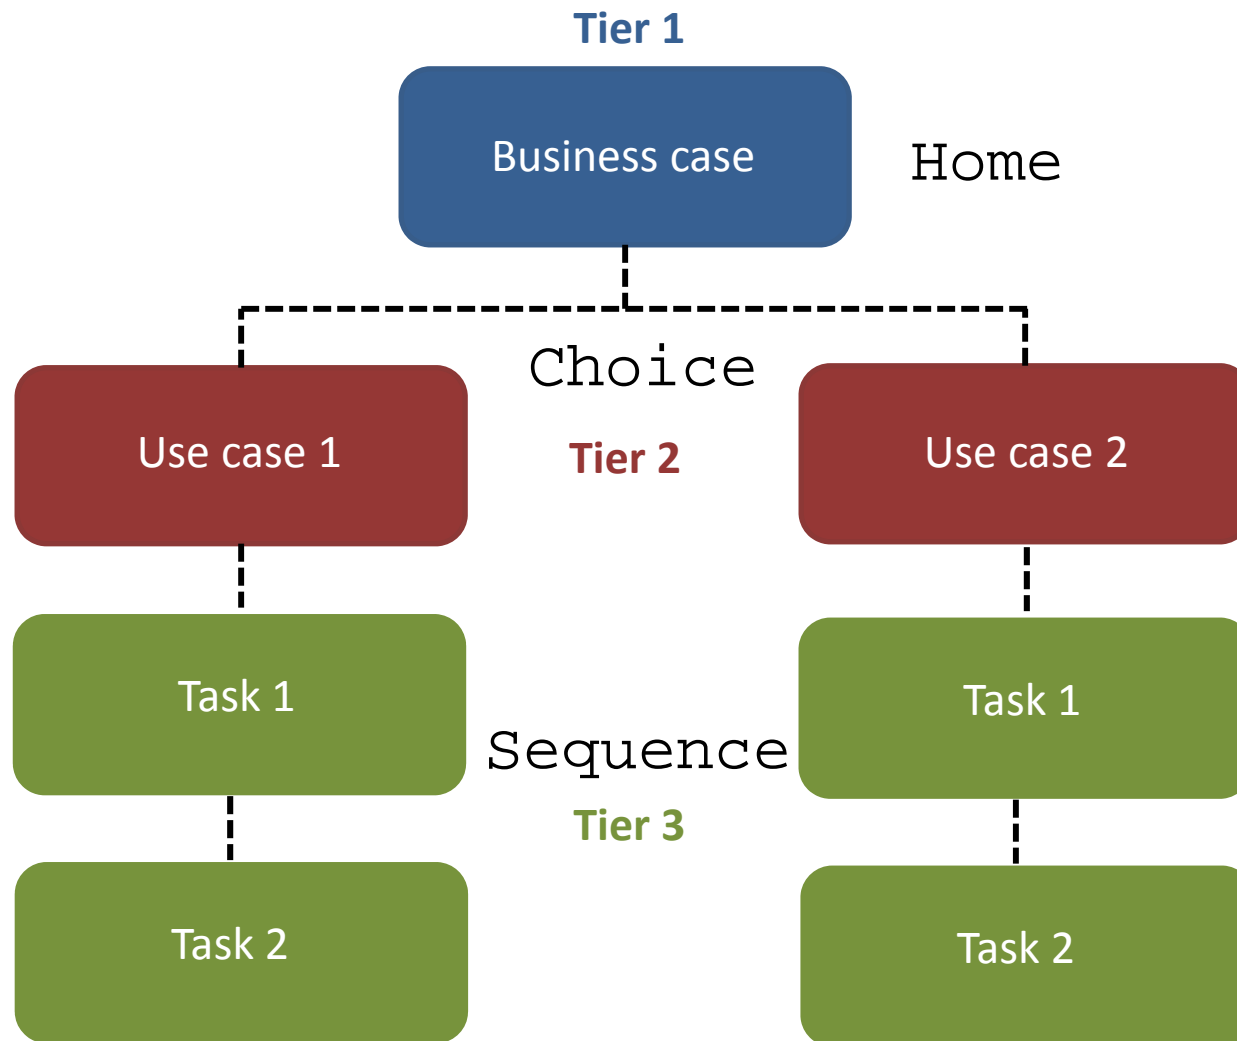 Tier 1
Business case
Home
Choice
Use case 1
Tier 2
Use case 2
Task 1
Task 1
Sequence
Tier 3
Task 2
Task 2